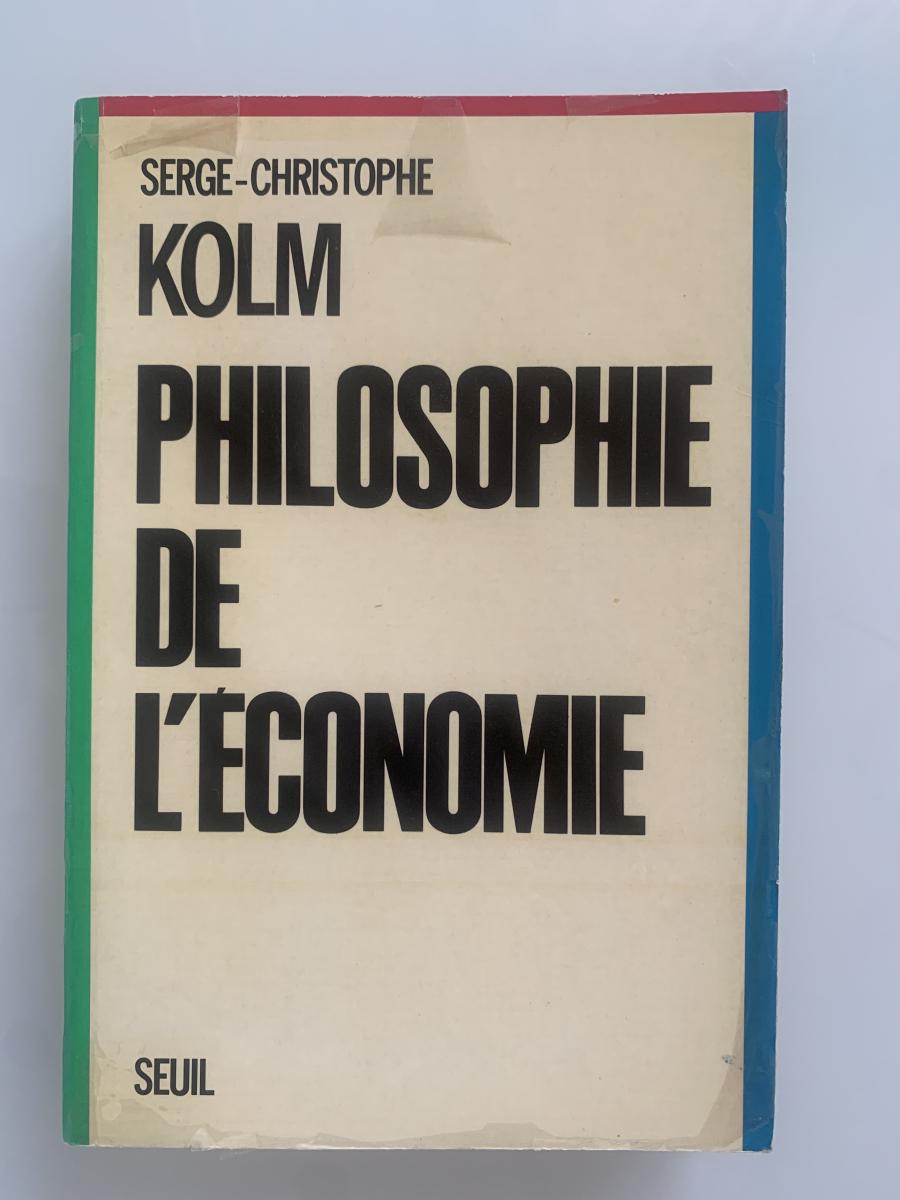 SERGE-CHRISTOPHE
KOLM
PHILOSOPHIE
DE
L'ÉCONOMIE
SEUIL